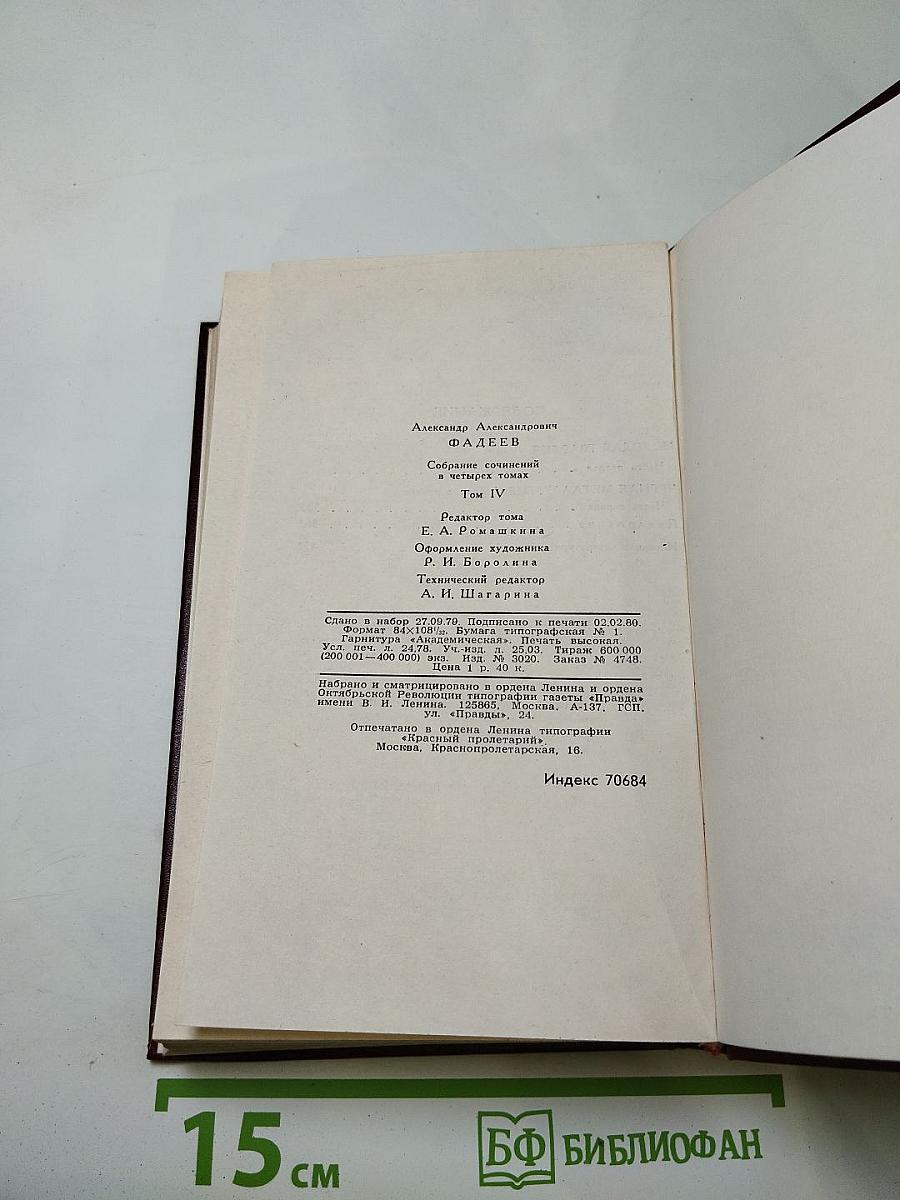 Александр Александрович
ФАДЕЕВ
Собрание сочинений
в четырех томах
Том IV
Редактор тома
Е. А. Ромашкина
Оформление художника
Р. И. Боролина
Технический редактор
А. И. Шагарина
Сдано в набор 27.09.79. Подписано к печати 02.02.80.
Формат 84×108¹/₃₂. Бумага типографская № 1.
Гарнитура «Академическая». Печать высокая.
Усл. печ. л. 24,78. Уч.-изд. л. 25,03. Тираж 600 000
(200 001—400 000) экз. Изд. № 3020. Заказ № 4748.
Цена 1 р. 40 к.
Набрано и сматрицировано в ордена Ленина и ордена
Октябрьской Революции типографии газеты «Правда»
имени В. И. Ленина. 125865, Москва, А-137, ГСП,
ул. «Правды», 24.
Отпечатано в ордена Ленина типографии
«Красный пролетарий».
Москва, Краснопролетарская, 16.
Индекс 70684
15 см
БФ БИБЛИОФАН